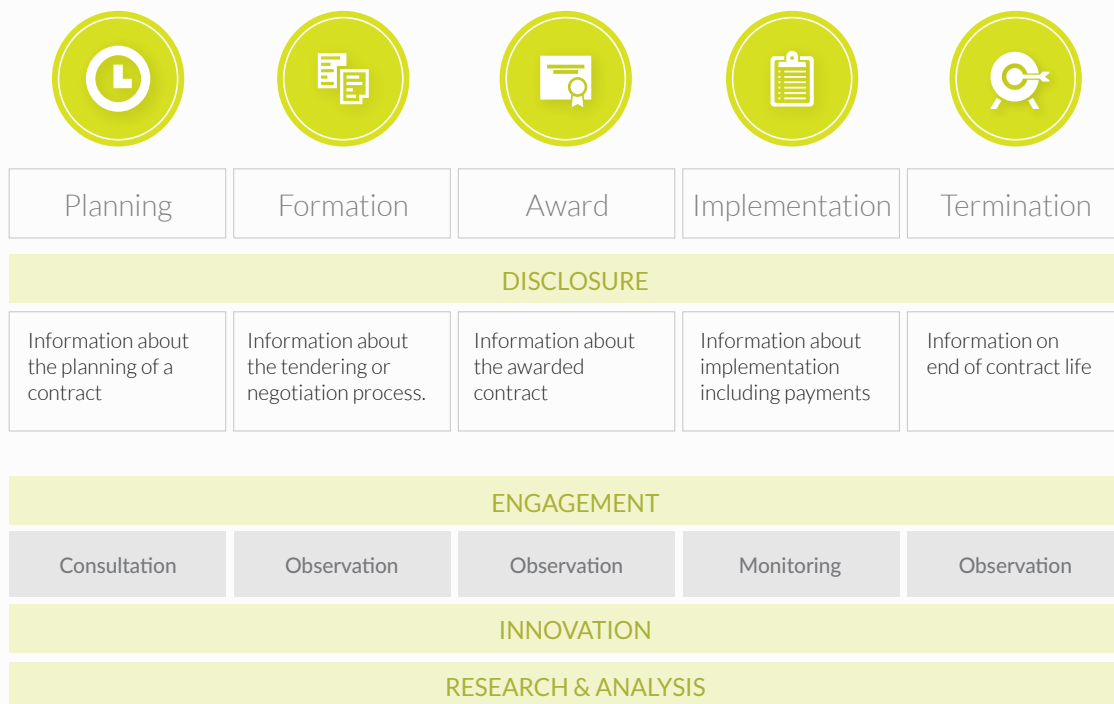 Planning
Formation
Award
Implementation
Termination
DISCLOSURE
Information about
the planning of a
contract
Information about
the tendering or
negotiation process.
Information about
the awarded
contract
Information about
implementation
including payments
Information on
end of contract life
ENGAGEMENT
Consultation
Observation
Observation
Monitoring
Observation
INNOVATION
RESEARCH & ANALYSIS